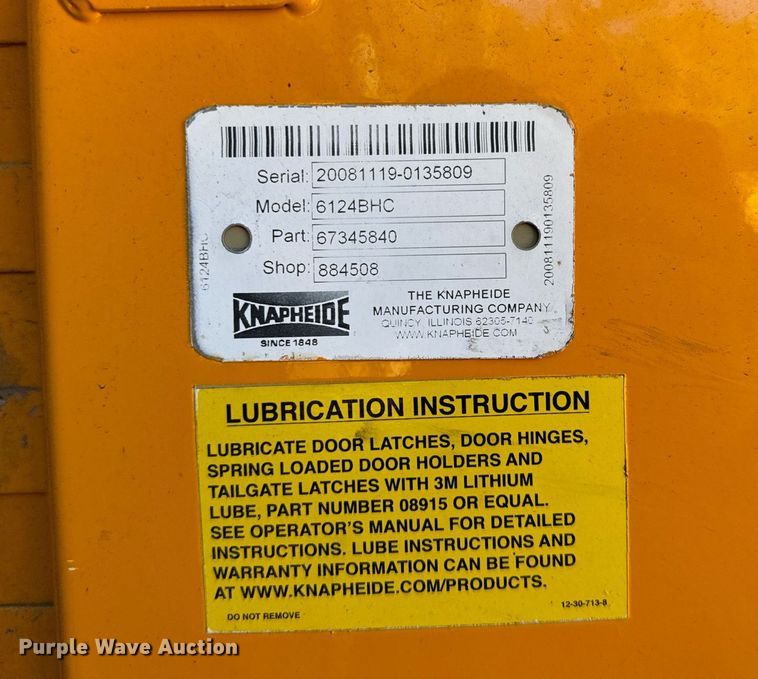 Serial: 20081119-0135809
Model: 6124BHC
Part: 67345840
Shop: 884508
6124BHC
200811190135809
KNAPHEIDE
SINCE 1848
THE KNAPHEIDE
MANUFACTURING COMPANY
QUINCY, ILLINOIS 62305-7140
WWW.KNAPHEIDE.COM
LUBRICATION INSTRUCTION
LUBRICATE DOOR LATCHES, DOOR HINGES,
SPRING LOADED DOOR HOLDERS AND
TAILGATE LATCHES WITH 3M LITHIUM
LUBE, PART NUMBER 08915 OR EQUAL.
SEE OPERATOR'S MANUAL FOR DETAILED
INSTRUCTIONS. LUBE INSTRUCTIONS AND
WARRANTY INFORMATION CAN BE FOUND
AT WWW.KNAPHEIDE.COM/PRODUCTS.
DO NOT REMOVE
12-30-713-8
Purple Wave Auction